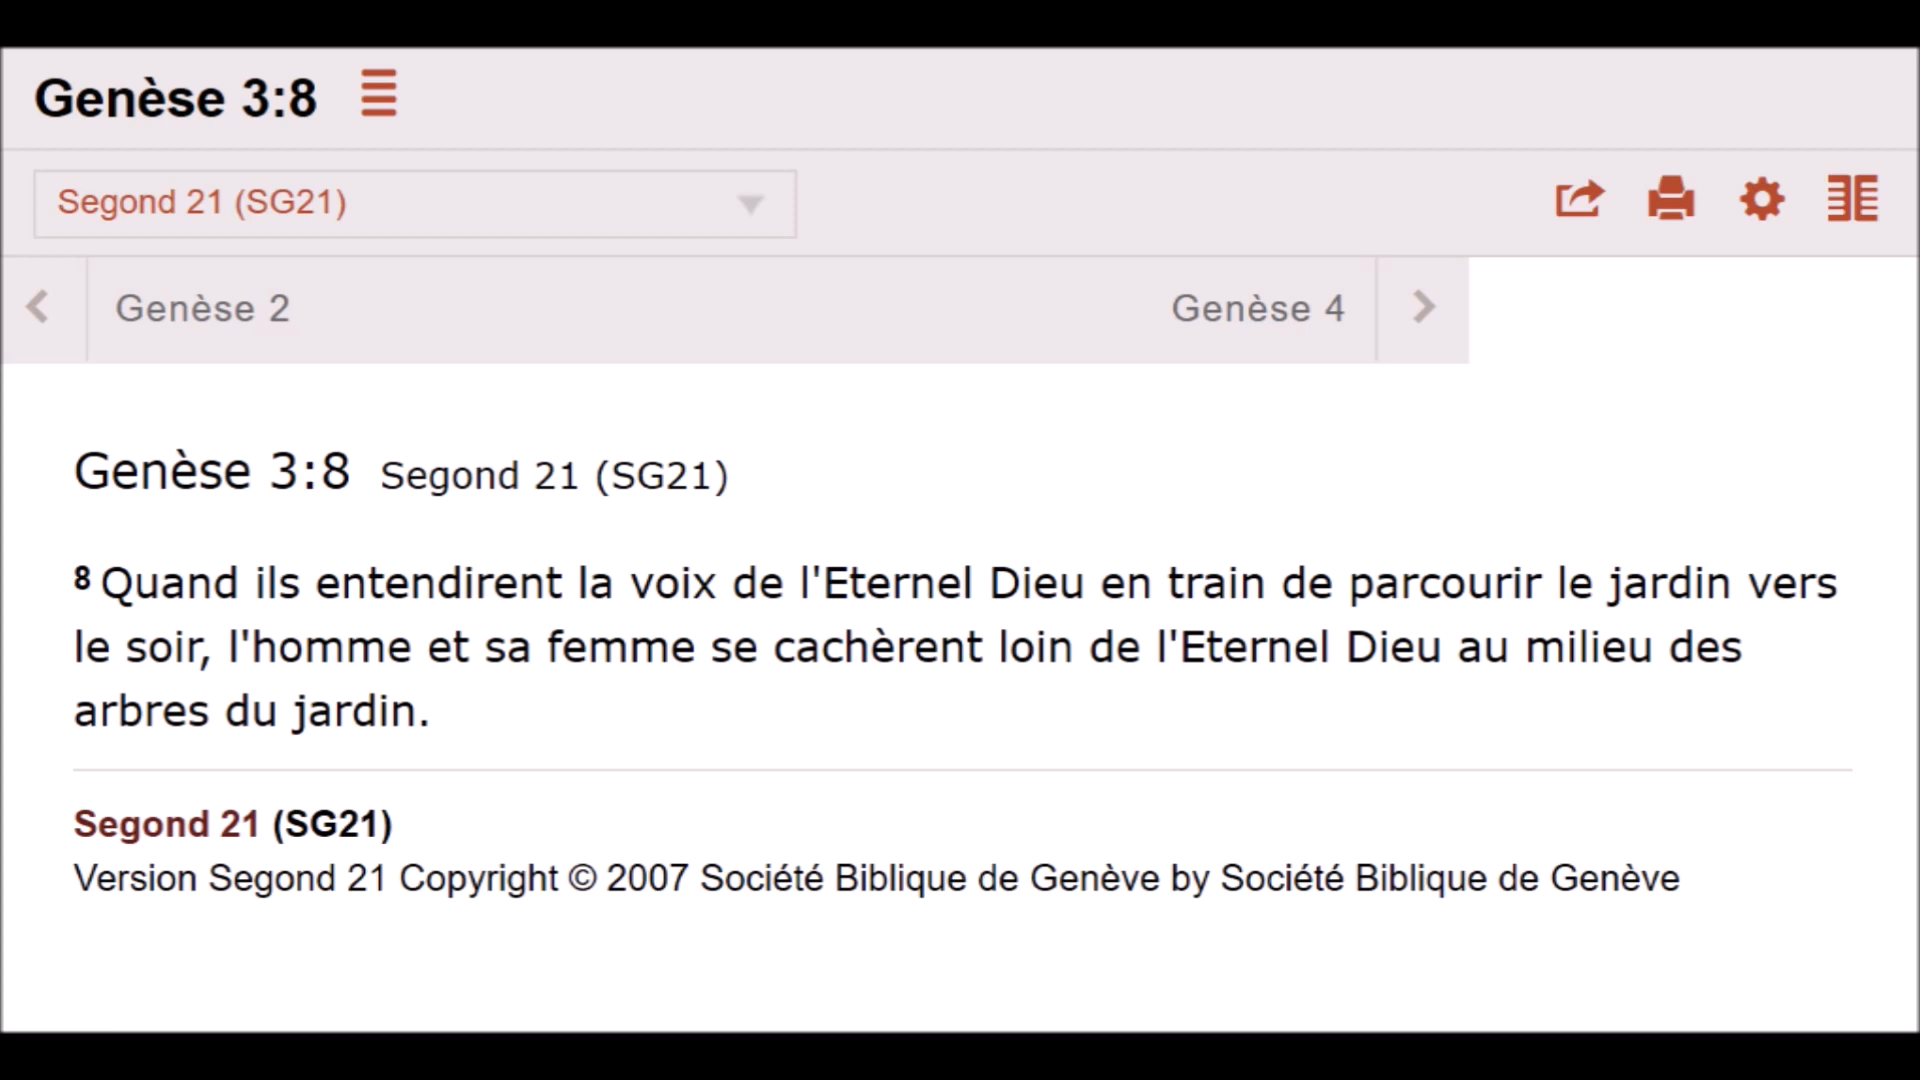 Genèse 3:8
Segond 21 (SG21)
Genèse 2
Genèse 4
Genèse 3:8 Segond 21 (SG21)
8 Quand ils entendirent la voix de l'Eternel Dieu en train de parcourir le jardin vers
le soir, l'homme et sa femme se cachèrent loin de l'Eternel Dieu au milieu des
arbres du jardin.
Segond 21 (SG21)
Version Segond 21 Copyright © 2007 Société Biblique de Genève by Société Biblique de Genève